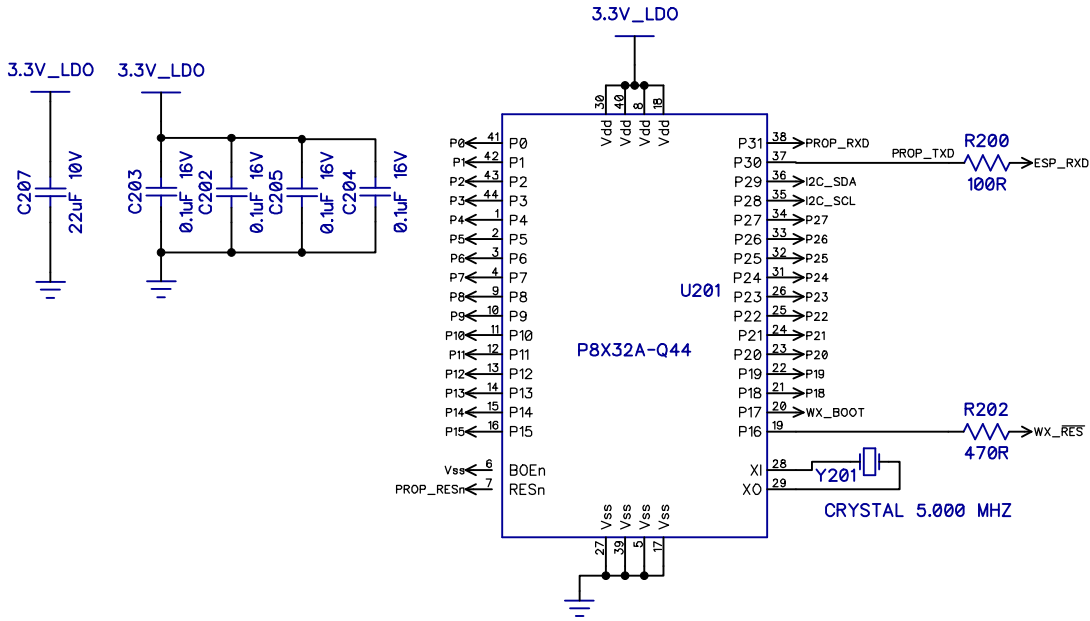 3.3V_LDO
3.3V_LDO 3.3V_LDO
C207
22uF 10V
C203
0.1uF 16V
C202
0.1uF 16V
C205
0.1uF 16V
C204
0.1uF 16V
30 40 8 18
Vdd Vdd Vdd Vdd
P0 41 P0 P31 38 PROP_RXD
P1 42 P1 P30 37 PROP_TXD R200 100R ESP_RXD
P2 43 P2 P29 36 I2C_SDA
P3 44 P3 P28 35 I2C_SCL
P4 1 P4 P27 34 P27
P5 2 P5 P26 33 P26
P6 3 P6 P25 32 P25
P7 4 P7 P24 31 P24
U201
P8 9 P8 P23 26 P23
P9 10 P9 P22 25 P22
P10 11 P10 P21 24 P21
P8X32A-Q44
P11 12 P11 P20 23 P20
P12 13 P12 P19 22 P19
P13 14 P13 P18 21 P18
P14 15 P14 P17 20 WX_BOOT
P15 16 P15 P16 19 R202 470R WX_RES
Vss 6 BOEn XI 28
Y201
PROP_RESn 7 RESn XO 29
CRYSTAL 5.000 MHZ
Vss Vss Vss Vss
27 39 5 17